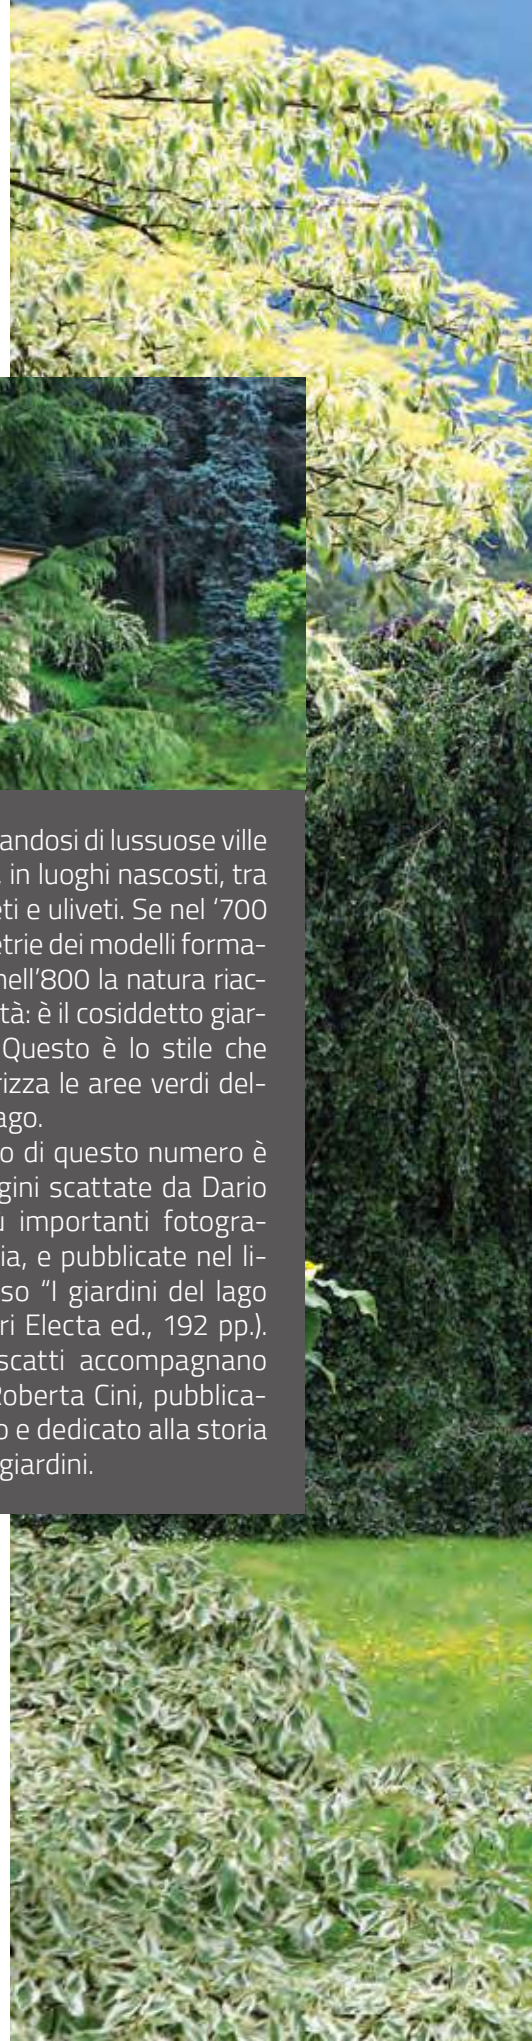 andosi di lussuose ville
in luoghi nascosti, tra
eti e uliveti. Se nel ‘700
etrie dei modelli forma-
nell’800 la natura riac-
tà: è il cosiddetto giar-
Questo è lo stile che
rizza le aree verdi del-
ago.
o di questo numero è
gini scattate da Dario
ù importanti fotogra-
ia, e pubblicate nel li-
so “I giardini del lago
ri Electa ed., 192 pp.).
scatti accompagnano
Roberta Cini, pubblica-
o e dedicato alla storia
giardini.